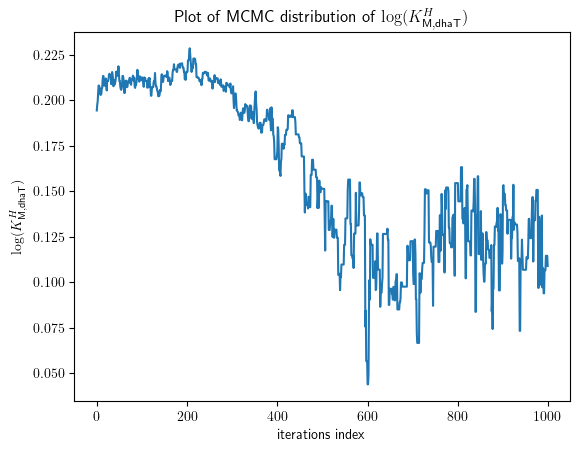 Plot of MCMC distribution of log(K^H_{M,dhaT})
0.225
0.200
0.175
0.150
0.125
0.100
0.075
0.050
log(K^H_{M,dhaT})
0 200 400 600 800 1000
iterations index